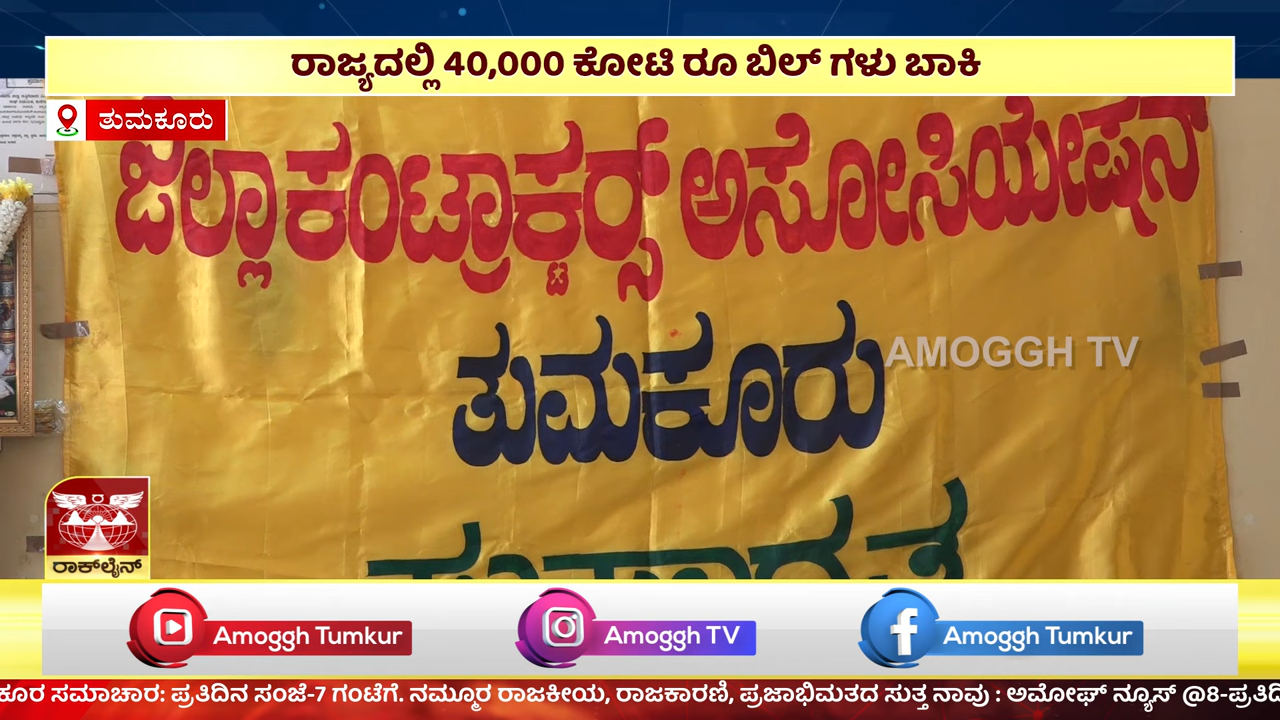 ರಾಜ್ಯದಲ್ಲಿ 40,000 ಕೋಟಿ ರೂ ಬಿಲ್ ಗಳು ಬಾಕಿ
ತುಮಕೂರು
ಜಿಲ್ಲಾ ಕಂಟ್ರಾಕ್ಟರ್ಸ್ ಅಸೋಸಿಯೇಷನ್
ತುಮಕೂರು
AMOGGH TV
ರಾಕ್‌ಲೈನ್
Amoggh Tumkur
Amoggh TV
Amoggh Tumkur
ಕೂರ ಸಮಾಚಾರ: ಪ್ರತಿದಿನ ಸಂಜೆ-7 ಗಂಟೆಗೆ. ನಮ್ಮೂರ ರಾಜಕೀಯ, ರಾಜಕಾರಣಿ, ಪ್ರಜಾಭಿಮತದ ಸುತ್ತ ನಾವು : ಅಮೋಘ್ ನ್ಯೂಸ್ @8-ಪ್ರತಿದಿ